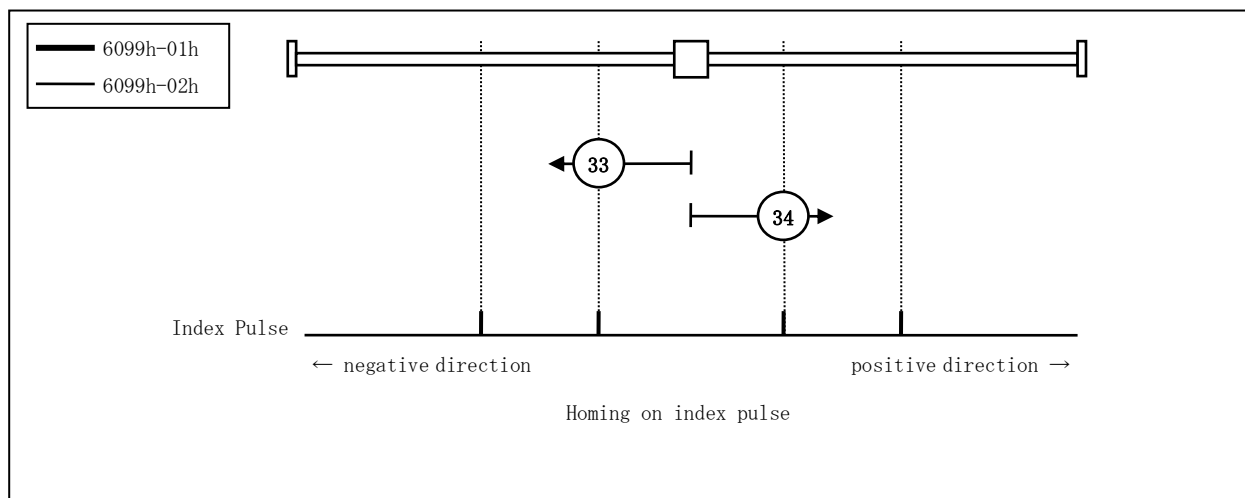 6099h-01h
6099h-02h
33
34
Index Pulse
← negative direction
positive direction →
Homing on index pulse